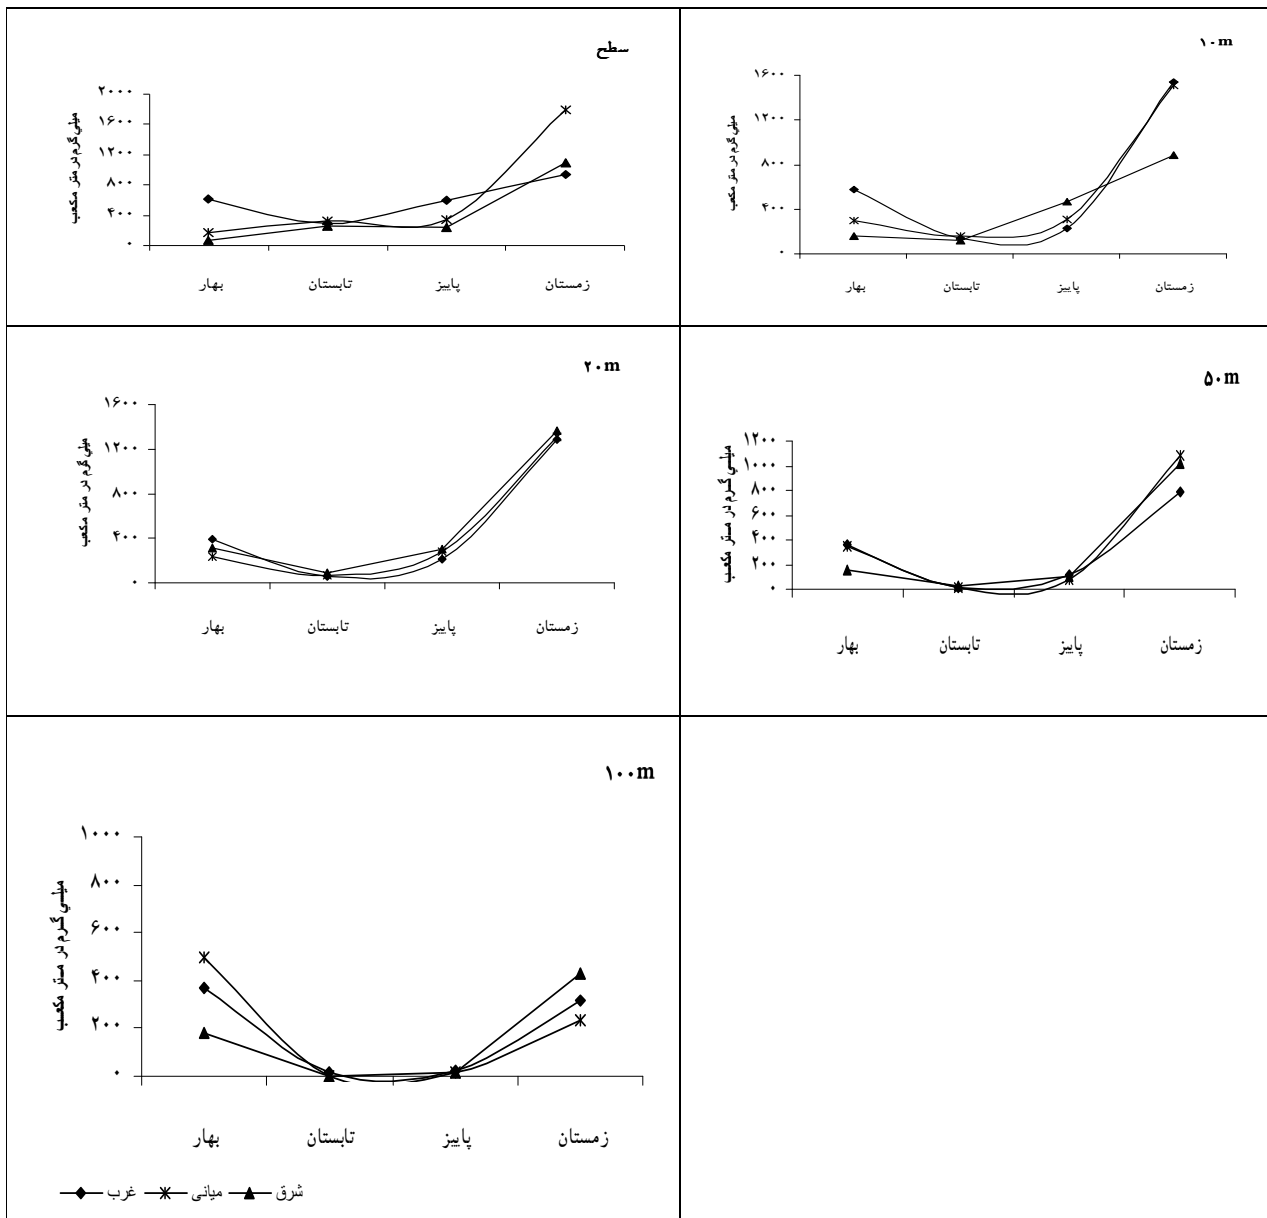 سطح
میلی گرم در متر مکعب
۲۰۰۰
۱۶۰۰
۱۲۰۰
۸۰۰
۴۰۰
۰
بهار تابستان پاییز زمستان
۱۰m
میلی گرم در متر مکعب
۱۶۰۰
۱۲۰۰
۸۰۰
۴۰۰
۰
بهار تابستان پاییز زمستان
۲۰m
میلی گرم در متر مکعب
۱۶۰۰
۱۲۰۰
۸۰۰
۴۰۰
۰
بهار تابستان پاییز زمستان
۵۰m
میلی گرم در متر مکعب
۱۲۰۰
۱۰۰۰
۸۰۰
۶۰۰
۴۰۰
۲۰۰
۰
بهار تابستان پاییز زمستان
۱۰۰m
میلی گرم در متر مکعب
۱۰۰۰
۸۰۰
۶۰۰
۴۰۰
۲۰۰
۰
بهار تابستان پاییز زمستان
غرب میانی شرق